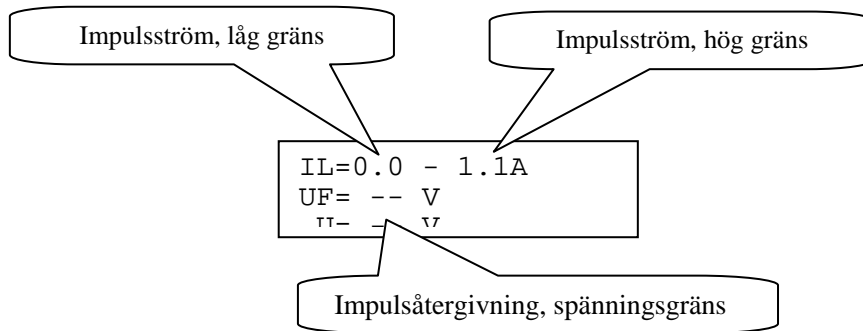 Impulsström, låg gräns
Impulsström, hög gräns
IL=0.0 - 1.1A
UF= -- V
Impulsåtergivning, spänningsgräns